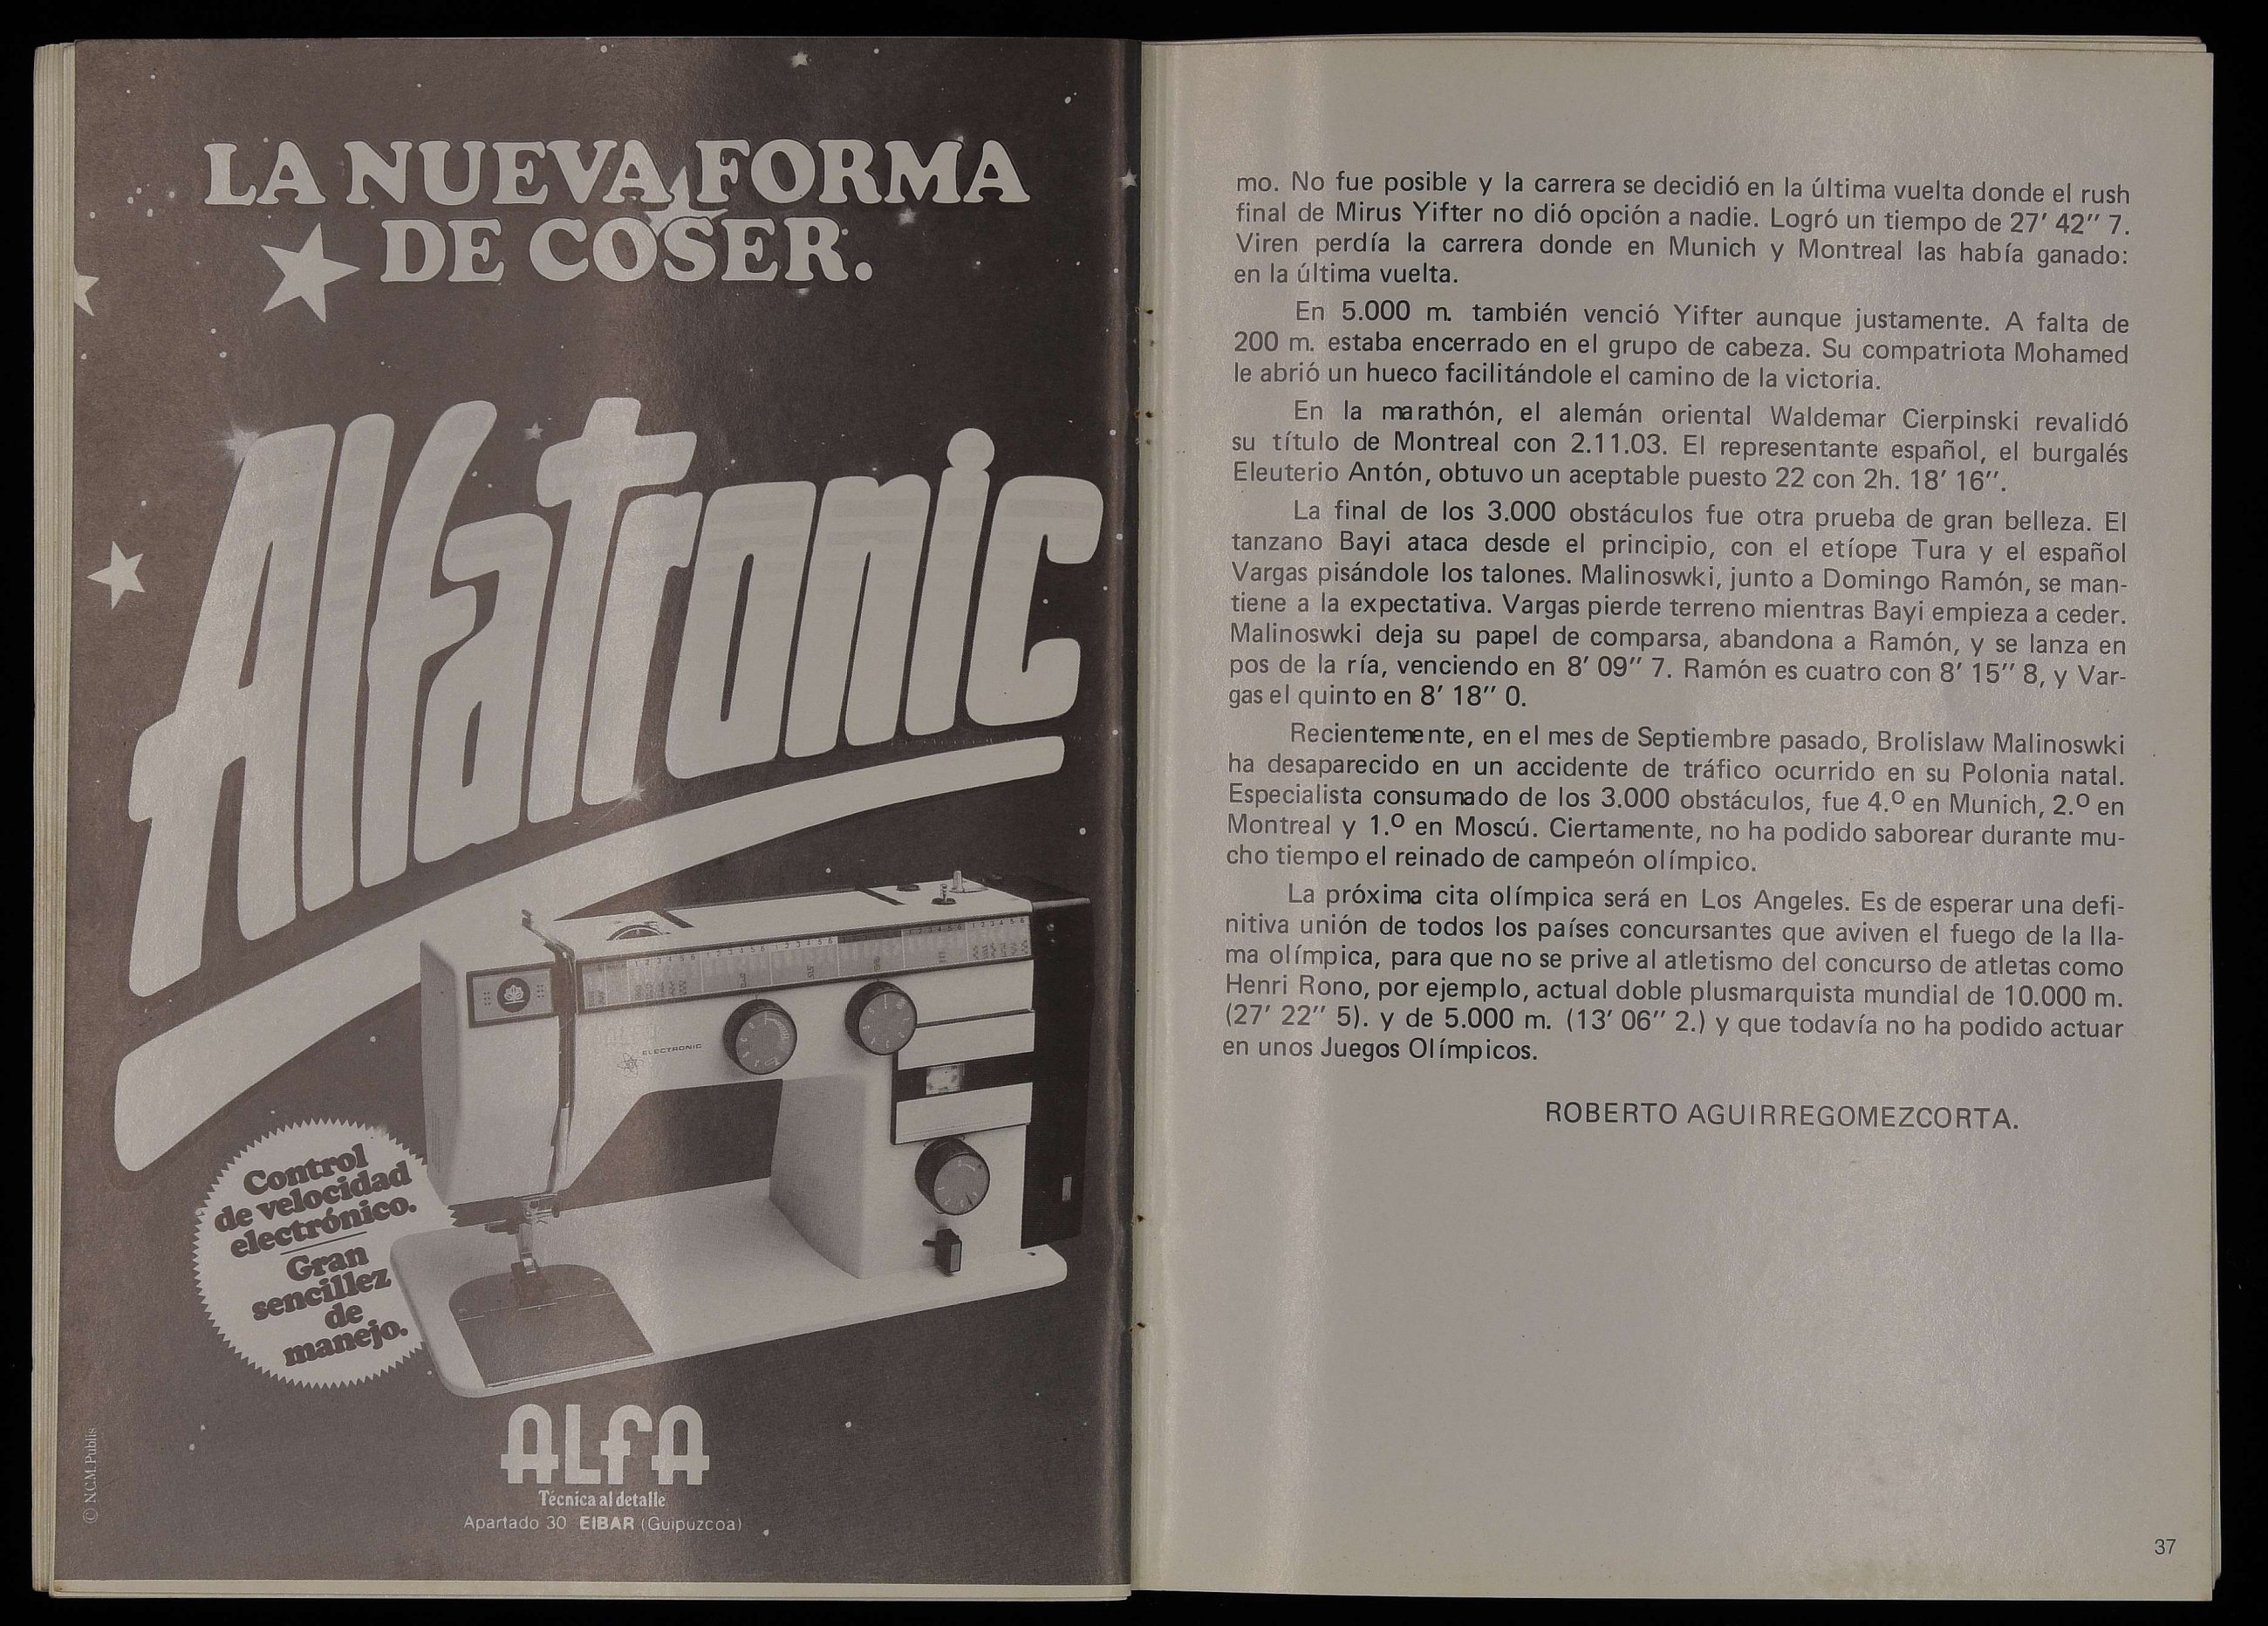 LA NUEVA FORMA
DE COSER.
Alfatronic
ELECTRONIC
Control
de velocidad
electrónico.
Gran
sencillez
de
manejo.
ALFA
Técnica al detalle
Apartado 30 EIBAR (Guipuzcoa)
© N.C.M. Publis
mo. No fue posible y la carrera se decidió en la última vuelta donde el rush
final de Mirus Yifter no dió opción a nadie. Logró un tiempo de 27' 42'' 7.
Viren perdía la carrera donde en Munich y Montreal las había ganado:
en la última vuelta.
En 5.000 m. también venció Yifter aunque justamente. A falta de
200 m. estaba encerrado en el grupo de cabeza. Su compatriota Mohamed
le abrió un hueco facilitándole el camino de la victoria.
En la marathón, el alemán oriental Waldemar Cierpinski revalidó
su título de Montreal con 2.11.03. El representante español, el burgalés
Eleuterio Antón, obtuvo un aceptable puesto 22 con 2h. 18' 16''.
La final de los 3.000 obstáculos fue otra prueba de gran belleza. El
tanzano Bayi ataca desde el principio, con el etíope Tura y el español
Vargas pisándole los talones. Malinoswki, junto a Domingo Ramón, se man-
tiene a la expectativa. Vargas pierde terreno mientras Bayi empieza a ceder.
Malinoswki deja su papel de comparsa, abandona a Ramón, y se lanza en
pos de la ría, venciendo en 8' 09'' 7. Ramón es cuatro con 8' 15'' 8, y Var-
gas el quinto en 8' 18'' 0.
Recientemente, en el mes de Septiembre pasado, Brolislaw Malinoswki
ha desaparecido en un accidente de tráfico ocurrido en su Polonia natal.
Especialista consumado de los 3.000 obstáculos, fue 4.º en Munich, 2.º en
Montreal y 1.º en Moscú. Ciertamente, no ha podido saborear durante mu-
cho tiempo el reinado de campeón olímpico.
La próxima cita olímpica será en Los Angeles. Es de esperar una defi-
nitiva unión de todos los países concursantes que aviven el fuego de la lla-
ma olímpica, para que no se prive al atletismo del concurso de atletas como
Henri Rono, por ejemplo, actual doble plusmarquista mundial de 10.000 m.
(27' 22'' 5). y de 5.000 m. (13' 06'' 2.) y que todavía no ha podido actuar
en unos Juegos Olímpicos.
ROBERTO AGUIRREGOMEZCORTA.
37